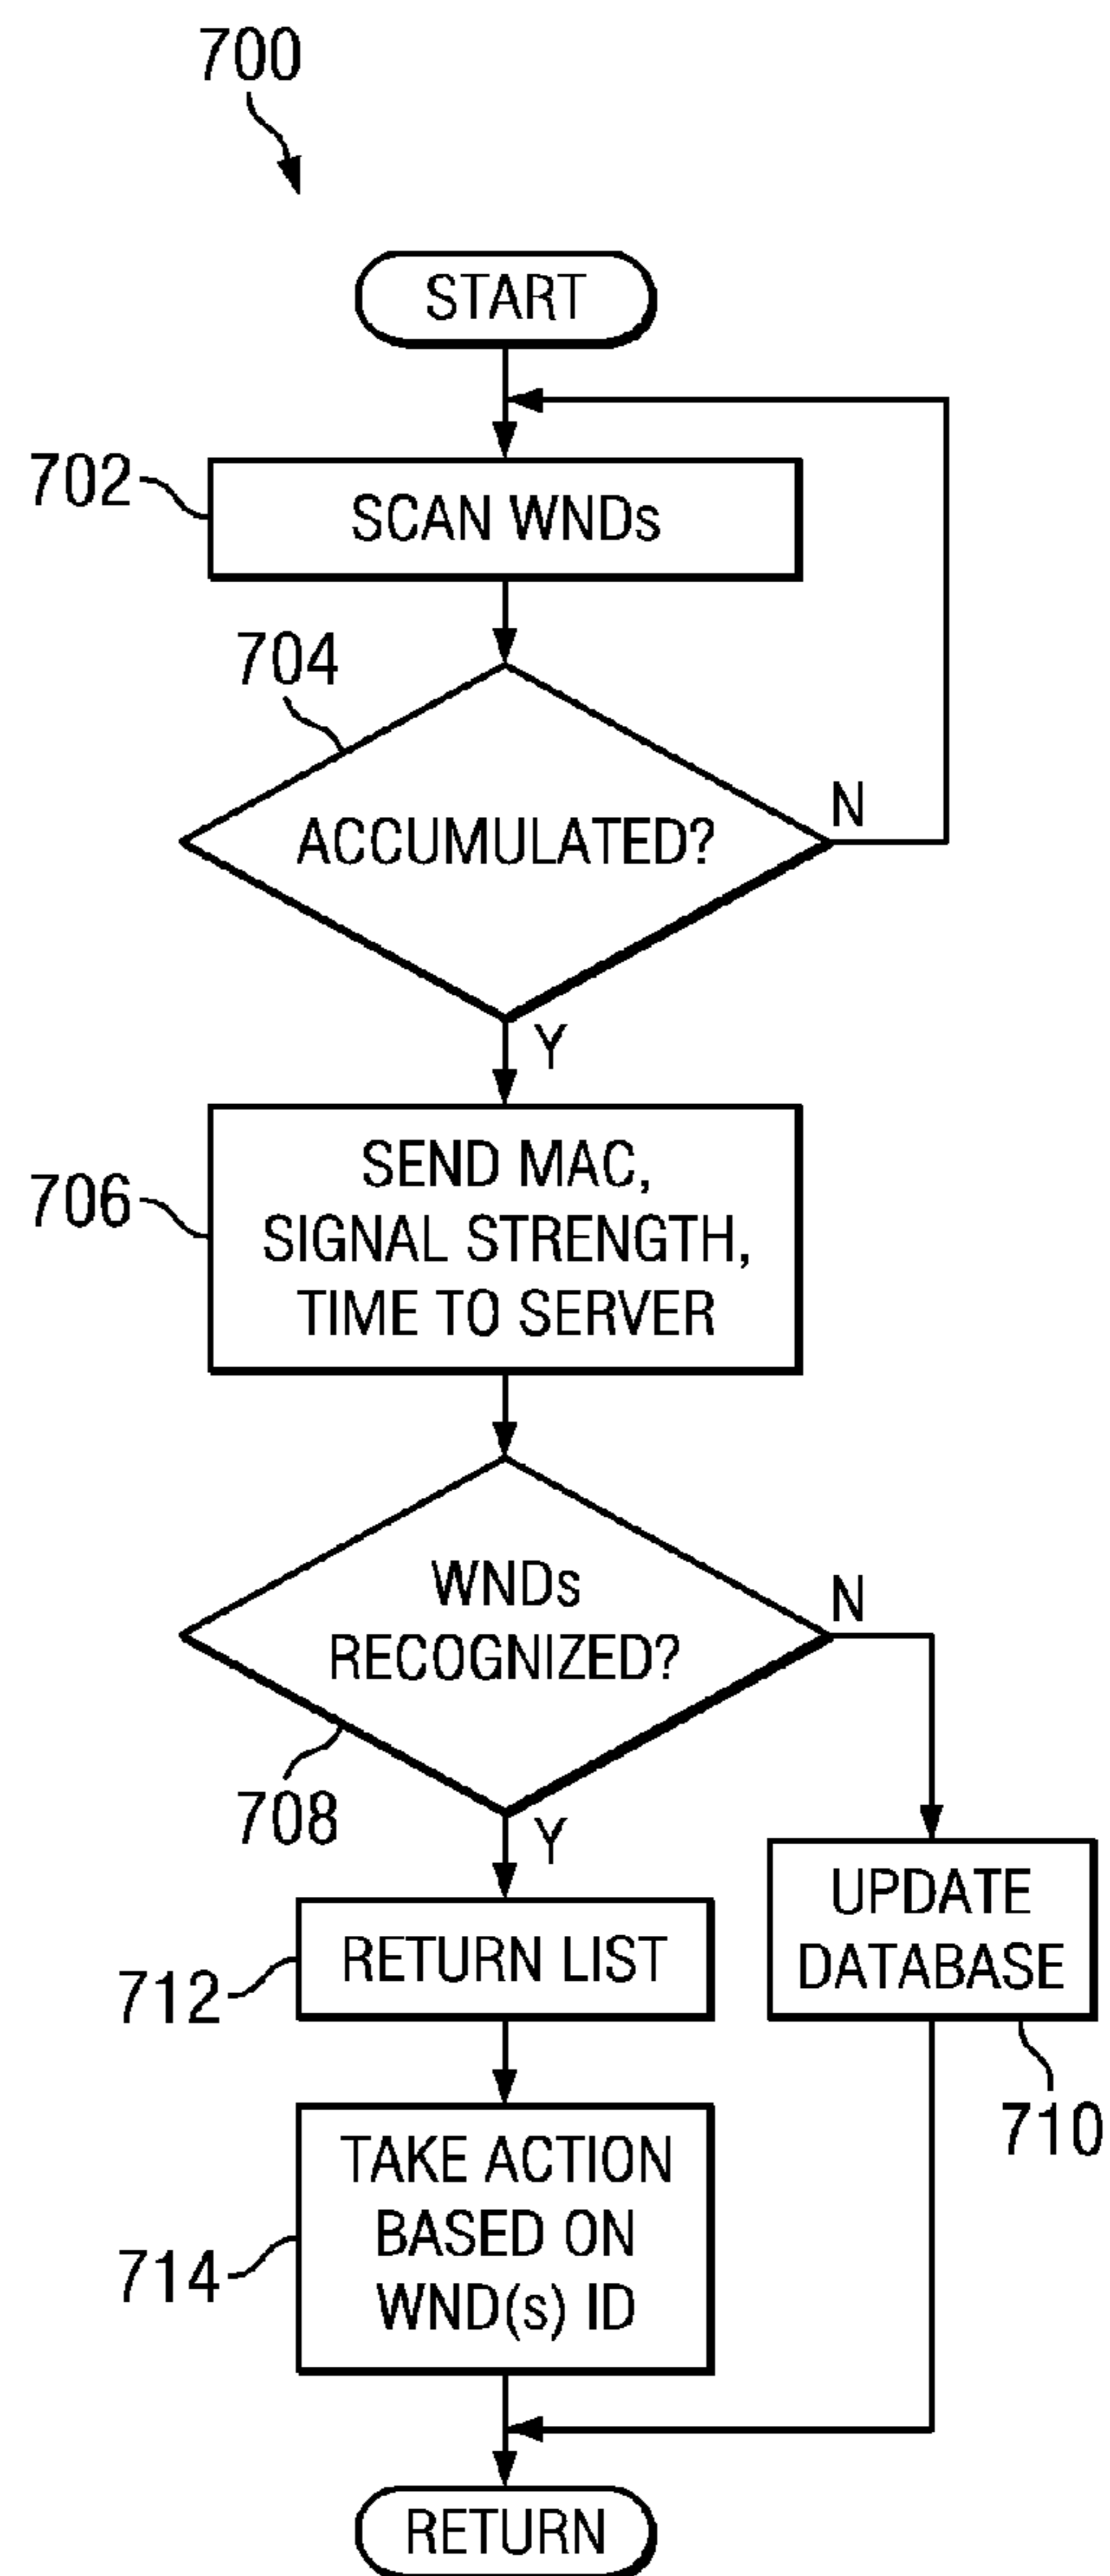 700
START
702
SCAN WNDs
704
ACCUMULATED?
N
Y
706
SEND MAC,
SIGNAL STRENGTH,
TIME TO SERVER
WNDs
RECOGNIZED?
N
708
Y
712
RETURN LIST
UPDATE
DATABASE
710
714
TAKE ACTION
BASED ON
WND(s) ID
RETURN